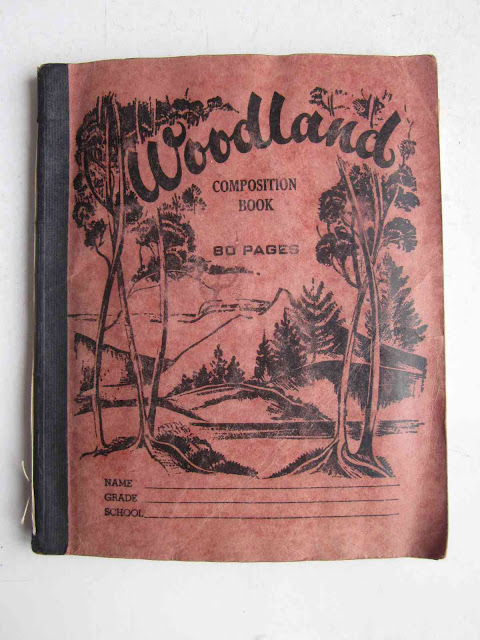 Woodland
COMPOSITION
BOOK
80 PAGES
NAME
GRADE
SCHOOL